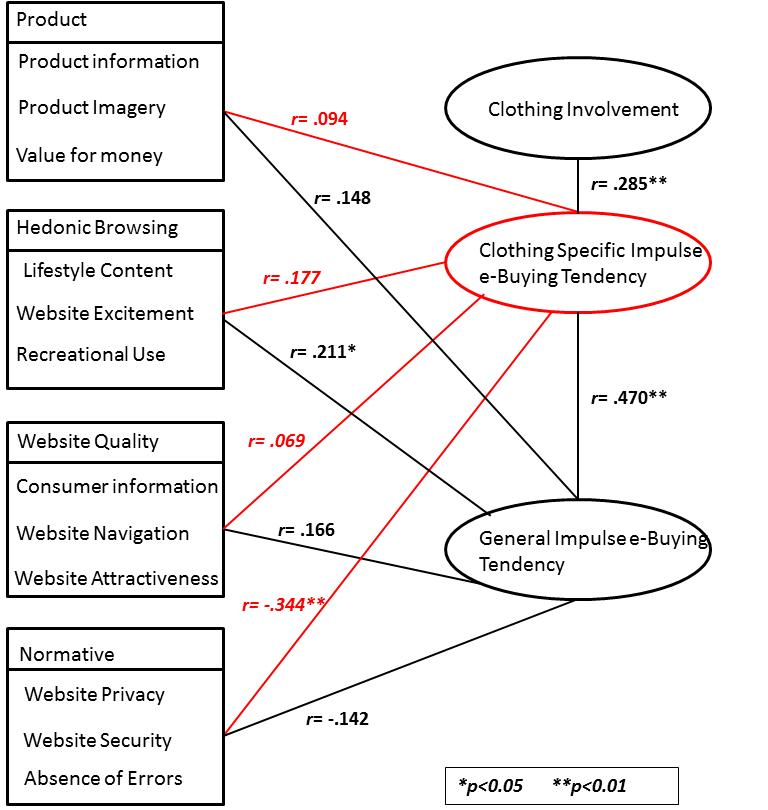 Product
Product information
Product Imagery
Value for money
r= .094
r= .148
Clothing Involvement
r= .285**
Hedonic Browsing
Lifestyle Content
Website Excitement
Recreational Use
r= .177
r= .211*
Clothing Specific Impulse
e-Buying Tendency
r= .470**
Website Quality
Consumer information
Website Navigation
Website Attractiveness
r= .069
r= .166
General Impulse e-Buying
Tendency
r= -.344**
Normative
Website Privacy
Website Security
Absence of Errors
r= -.142
*p<0.05 **p<0.01